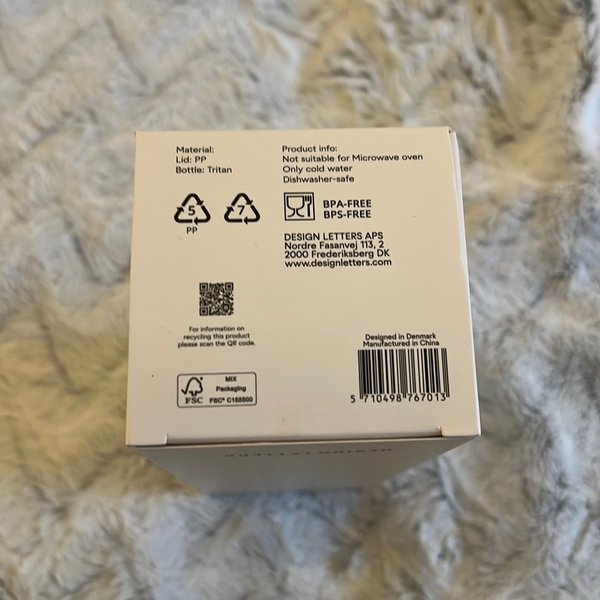 Material:
Lid: PP
Bottle: Tritan
Product info:
Not suitable for Microwave oven
Only cold water
Dishwasher-safe
5
PP
7
BPA-FREE
BPS-FREE
DESIGN LETTERS APS
Nordre Fasanvej 113, 2
2000 Frederiksberg DK
www.designletters.com
For information on
recycling this product
please scan the QR code.
FSC
MIX
Packaging
FSC® C155500
Designed in Denmark
Manufactured in China
5 710498 767013
DESIGN LETTERS